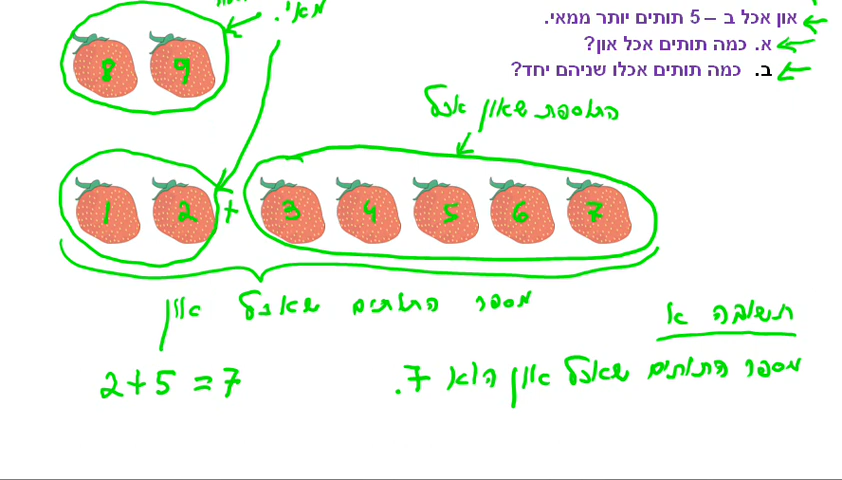 און אכל ב – 5 תותים יותר ממאי.
א. כמה תותים אכל און?
ב. כמה תותים אכלו שניהם יחד?
מאי.
8 9
התוספת שאון אכל
1 2 + 3 4 5 6 7
מספר התותים שאכל און
תשובה א
2+5=7
מספר התותים שאכל און הוא 7.